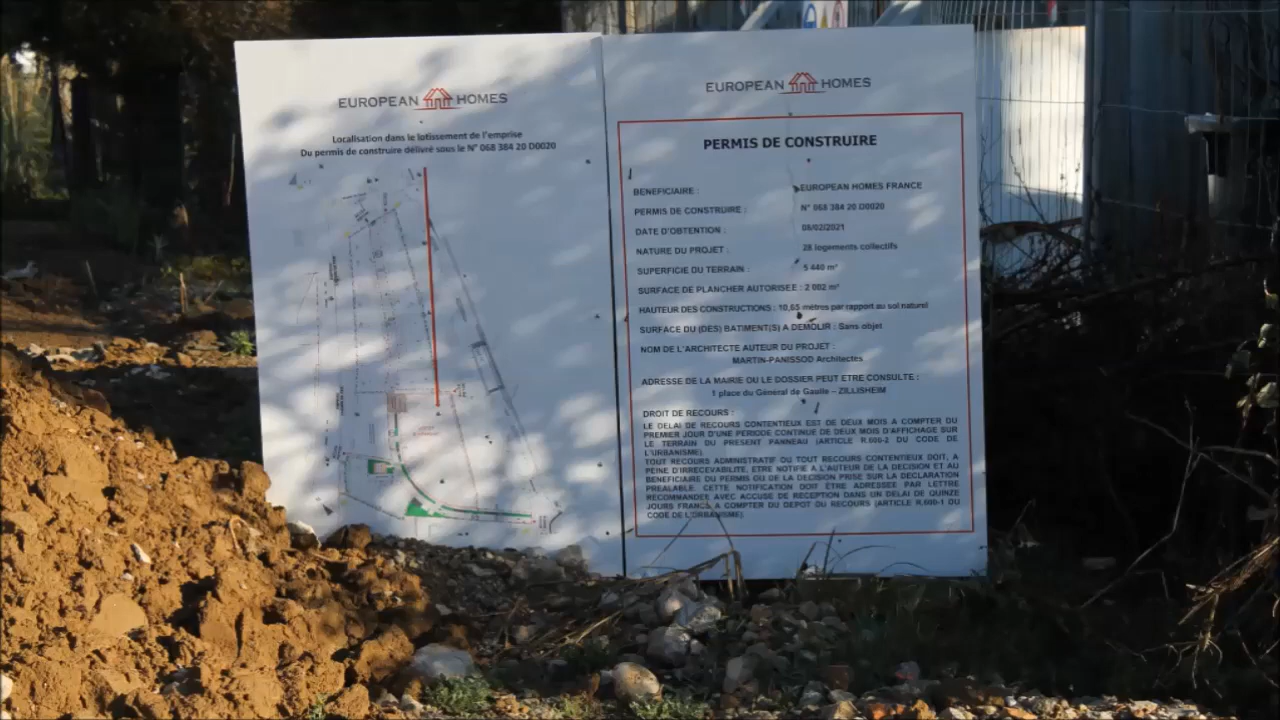 EUROPEAN HOMES
Localisation dans le lotissement de l'emprise
Du permis de construire délivré sous le N° 068 384 20 D0020
EUROPEAN HOMES
PERMIS DE CONSTRUIRE
BENEFICIAIRE : EUROPEAN HOMES FRANCE
PERMIS DE CONSTRUIRE : N° 068 384 20 D0020
DATE D'OBTENTION : 08/02/2021
NATURE DU PROJET : 28 logements collectifs
SUPERFICIE DU TERRAIN : 5 440 m²
SURFACE DE PLANCHER AUTORISEE : 2 002 m²
HAUTEUR DES CONSTRUCTIONS : 10,65 mètres par rapport au sol naturel
SURFACE DU (DES) BATIMENT(S) A DEMOLIR : Sans objet
NOM DE L'ARCHITECTE AUTEUR DU PROJET :
MARTIN-PANISSOD Architectes
ADRESSE DE LA MAIRIE OU LE DOSSIER PEUT ETRE CONSULTE :
1 place du Général de Gaulle – ZILLISHEIM
DROIT DE RECOURS :
LE DELAI DE RECOURS CONTENTIEUX EST DE DEUX MOIS A COMPTER DU
PREMIER JOUR D'UNE PERIODE CONTINUE DE DEUX MOIS D'AFFICHAGE SUR
LE TERRAIN DU PRESENT PANNEAU (ARTICLE R.600-2 DU CODE DE
L'URBANISME)
TOUT RECOURS ADMINISTRATIF OU TOUT RECOURS CONTENTIEUX DOIT, A
PEINE D'IRRECEVABILITE, ETRE NOTIFIE A L'AUTEUR DE LA DECISION ET AU
BENEFICIAIRE DU PERMIS OU DE LA DECISION PRISE SUR LA DECLARATION
PREALABLE. CETTE NOTIFICATION DOIT ÊTRE ADRESSEE PAR LETTRE
RECOMMANDEE AVEC ACCUSE DE RECEPTION DANS UN DELAI DE QUINZE
JOURS FRANCS, A COMPTER DU DEPOT DU RECOURS (ARTICLE R.600-1 DU
CODE DE L'URBANISME)